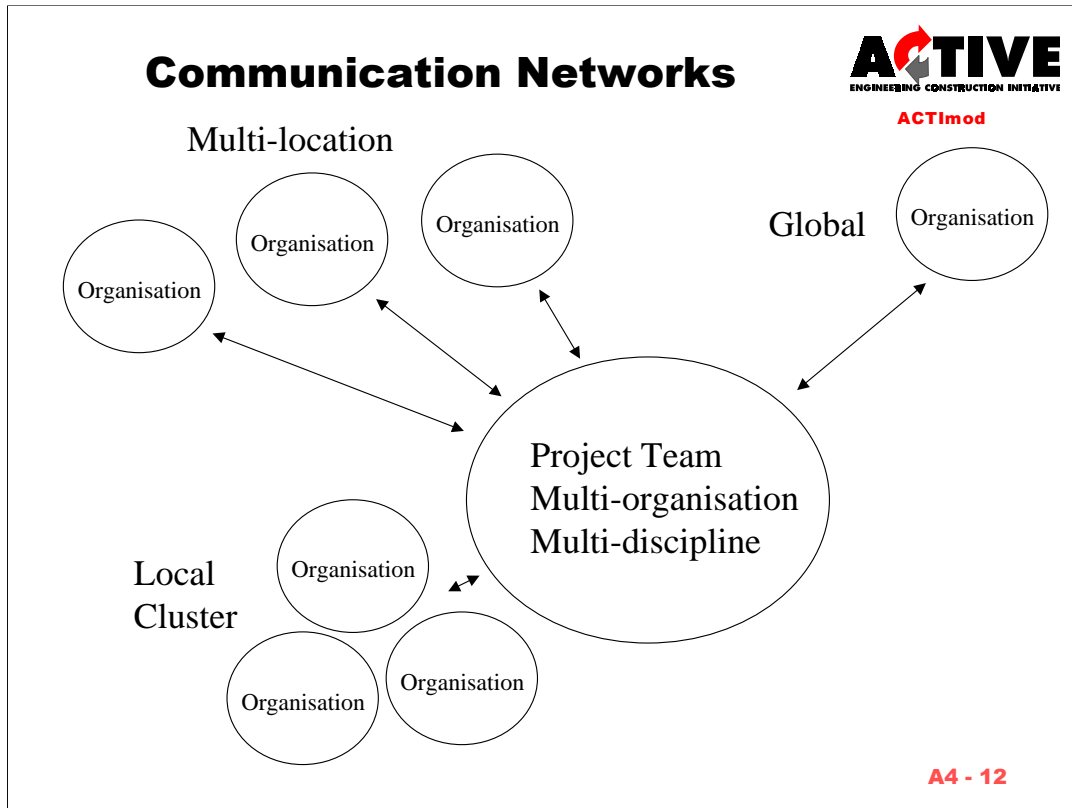 Communication Networks
ACTIVE
ENGINEERING CONSTRUCTION INITIATIVE
ACTImod
Multi-location
Organisation
Organisation
Organisation
Global
Organisation
Project Team
Multi-organisation
Multi-discipline
Local
Cluster
Organisation
Organisation
Organisation
A4 - 12